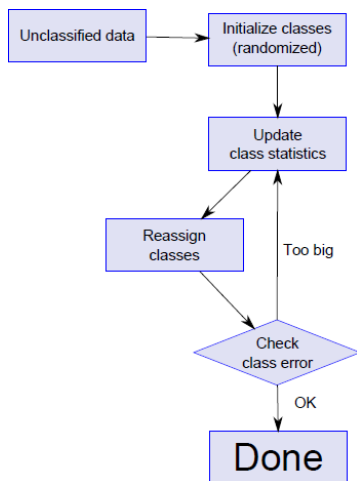 Unclassified data
Initialize classes
(randomized)
Update
class statistics
Reassign
classes
Too big
Check
class error
OK
Done